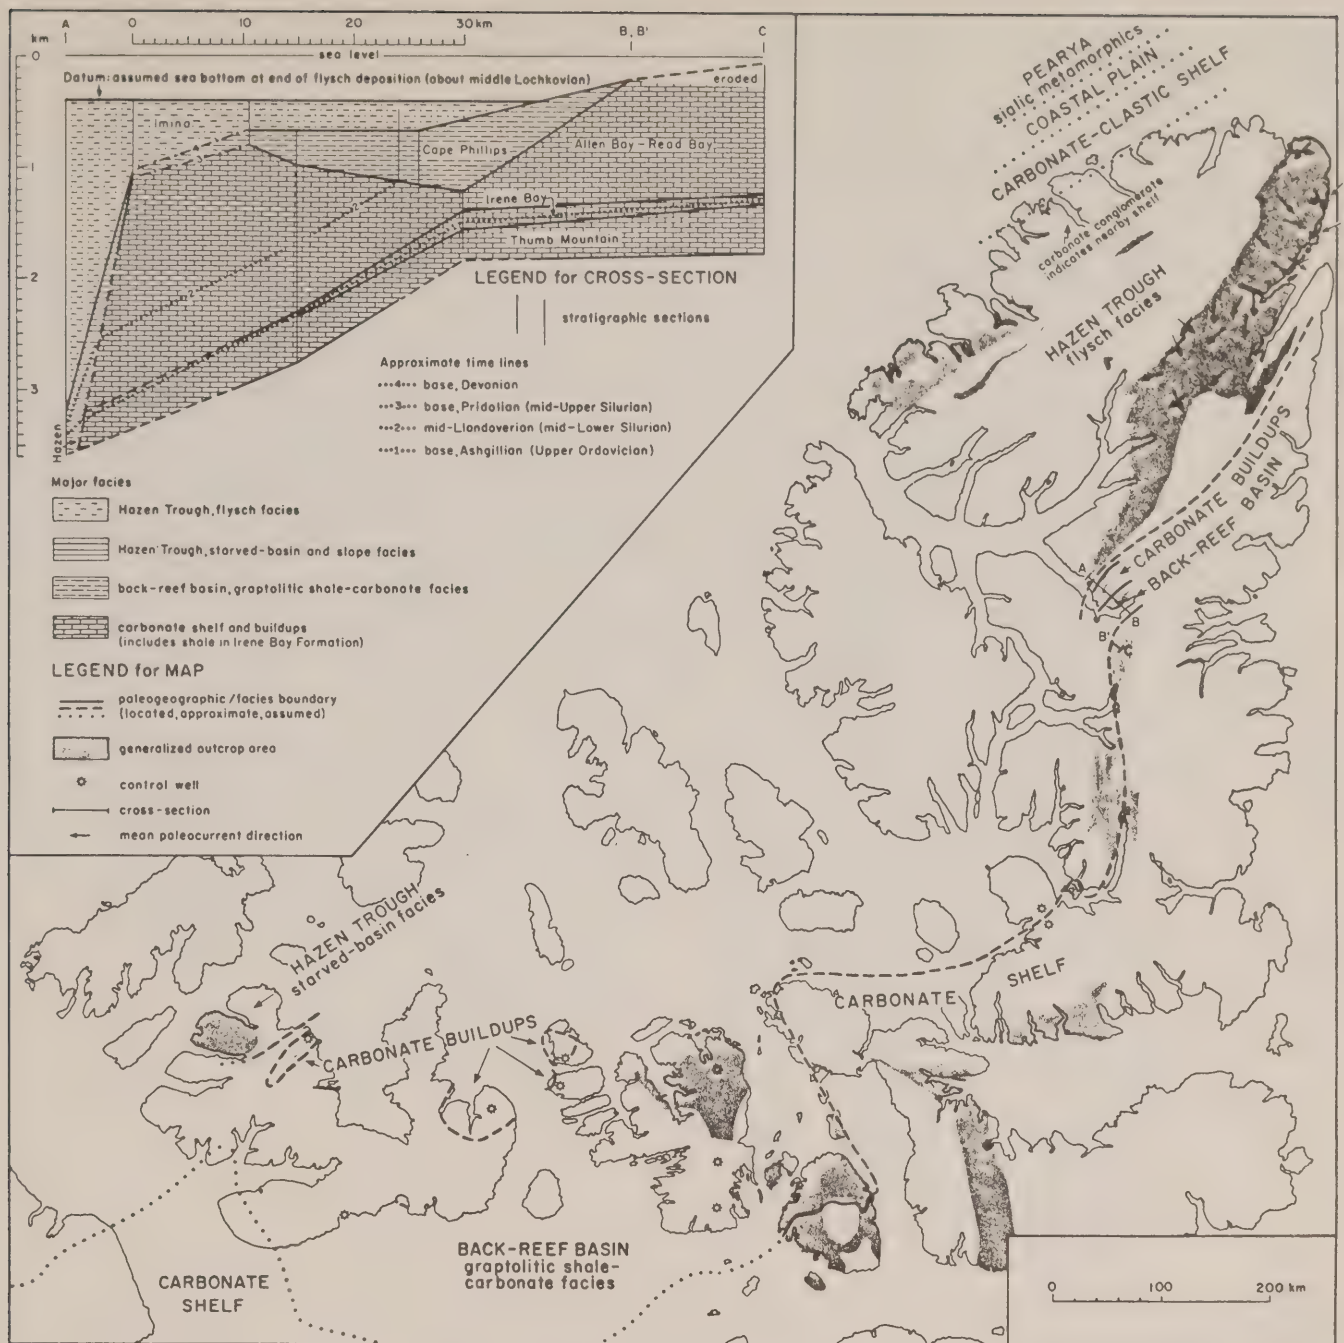 A
0
10
20
30 km
B, B'
C
km
0
sea level
Datum: assumed sea bottom at end of flysch deposition (about middle Lochkovian)
eroded
Imina
Cape Phillips
Allen Bay-Read Bay
1
Irene Bay
Thumb Mountain
2
2
2
3
Hazen
LEGEND for CROSS-SECTION
stratigraphic sections
Approximate time lines
•••4••• base, Devonian
•••3••• base, Pridolian (mid-Upper Silurian)
•••2••• mid-Llandoverian (mid-Lower Silurian)
•••1••• base, Ashgillian (Upper Ordovician)
Major facies
Hazen Trough, flysch facies
Hazen Trough, starved-basin and slope facies
back-reef basin, graptolitic shale-carbonate facies
carbonate shelf and buildups
(includes shale in Irene Bay Formation)
LEGEND for MAP
paleogeographic/facies boundary
(located, approximate, assumed)
generalized outcrop area
control well
cross-section
mean paleocurrent direction
PEARYA
sialic metamorphics
COASTAL PLAIN
CARBONATE-CLASTIC SHELF
carbonate conglomerate
indicates nearby shelf
HAZEN TROUGH
flysch facies
CARBONATE BUILDUPS
BACK-REEF BASIN
A
B
B'
C
HAZEN TROUGH-
starved-basin facies
CARBONATE BUILDUPS
CARBONATE SHELF
BACK-REEF BASIN
graptolitic shale-
carbonate facies
CARBONATE
SHELF
0
100
200 km